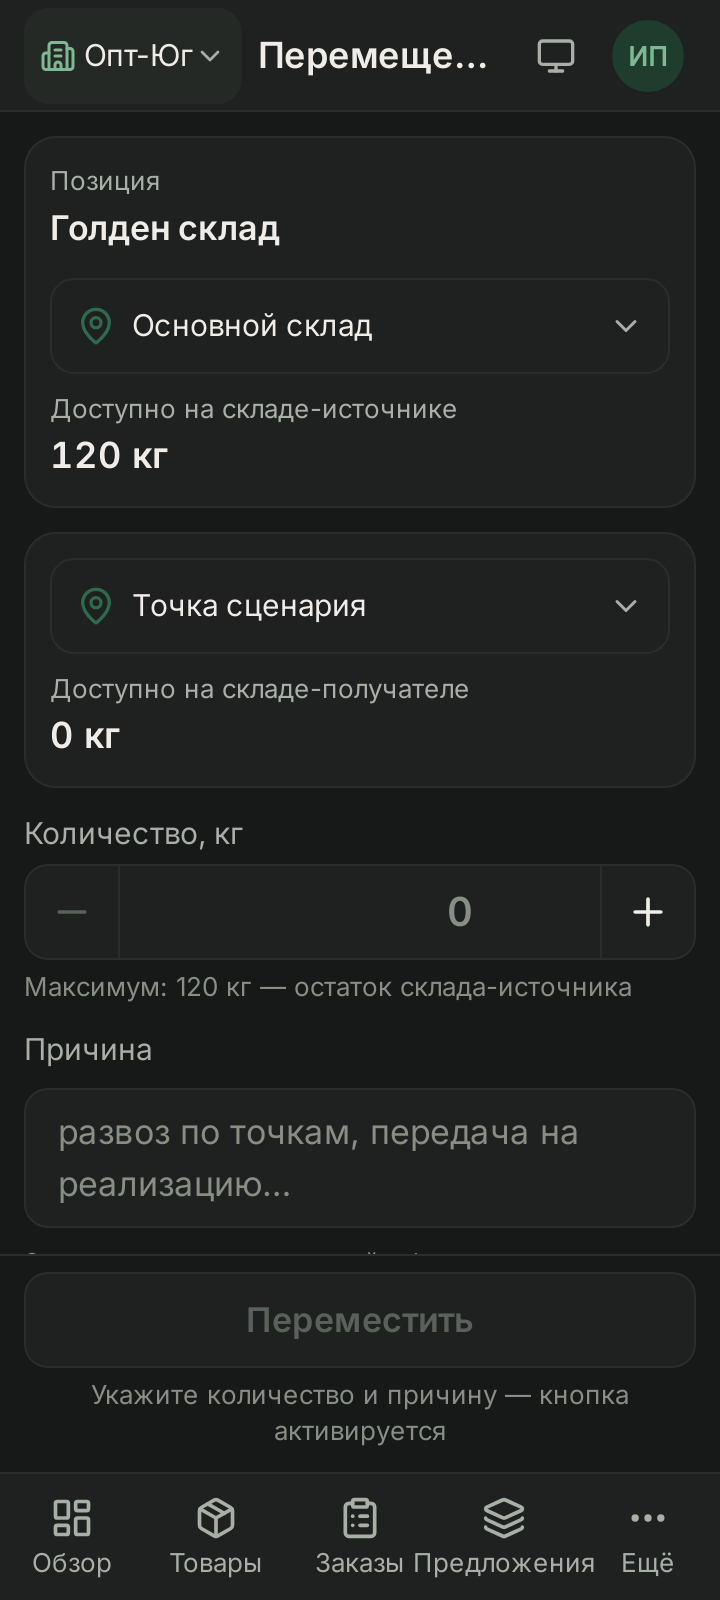 Опт-Юг
Перемеще...
ИП
Позиция
Голден склад
Основной склад
Доступно на складе-источнике
120 кг
Точка сценария
Доступно на складе-получателе
0 кг
Количество, кг
0
Максимум: 120 кг — остаток склада-источника
Причина
развоз по точкам, передача на
реализацию...
Переместить
Укажите количество и причину — кнопка
активируется
Обзор
Товары
Заказы
Предложения
Ещё